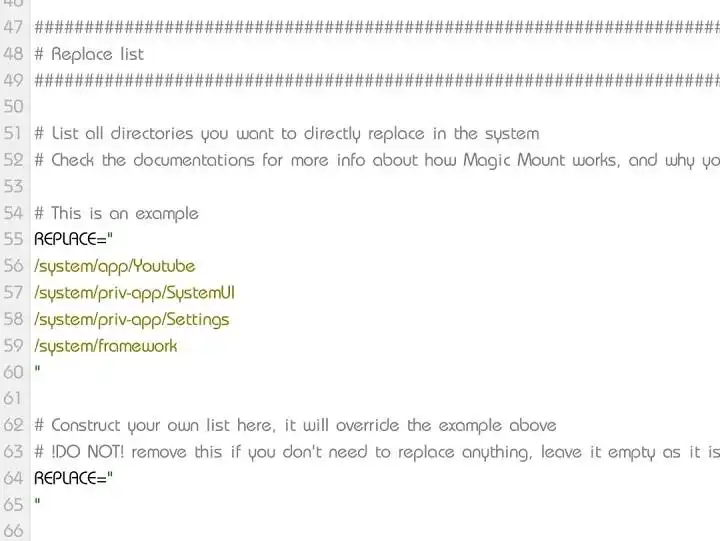 46
47 ####################################################################
48 # Replace list
49 ####################################################################
50
51 # List all directories you want to directly replace in the system
52 # Check the documentations for more info about how Magic Mount works, and why yo
53
54 # This is an example
55 REPLACE="
56 /system/app/Youtube
57 /system/priv-app/SystemUI
58 /system/priv-app/Settings
59 /system/framework
60 "
61
62 # Construct your own list here, it will override the example above
63 # !DO NOT! remove this if you don't need to replace anything, leave it empty as it is
64 REPLACE="
65 "
66